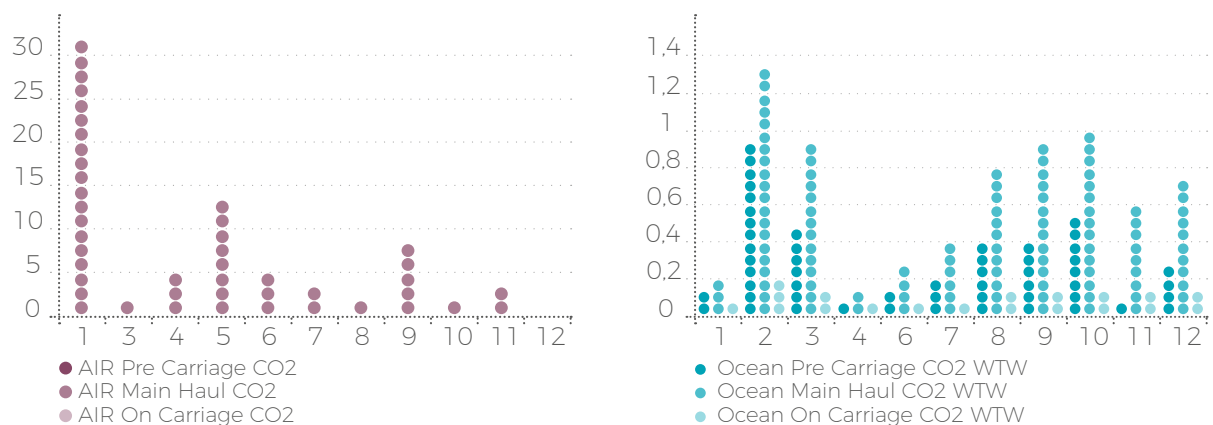 30
25
20
15
10
5
0
1 3 4 5 6 7 8 9 10 11 12
AIR Pre Carriage CO2
AIR Main Haul CO2
AIR On Carriage CO2
1,4
1,2
1
0,8
0,6
0,4
0,2
0
1 2 3 4 6 7 8 9 10 11 12
Ocean Pre Carriage CO2 WTW
Ocean Main Haul CO2 WTW
Ocean On Carriage CO2 WTW